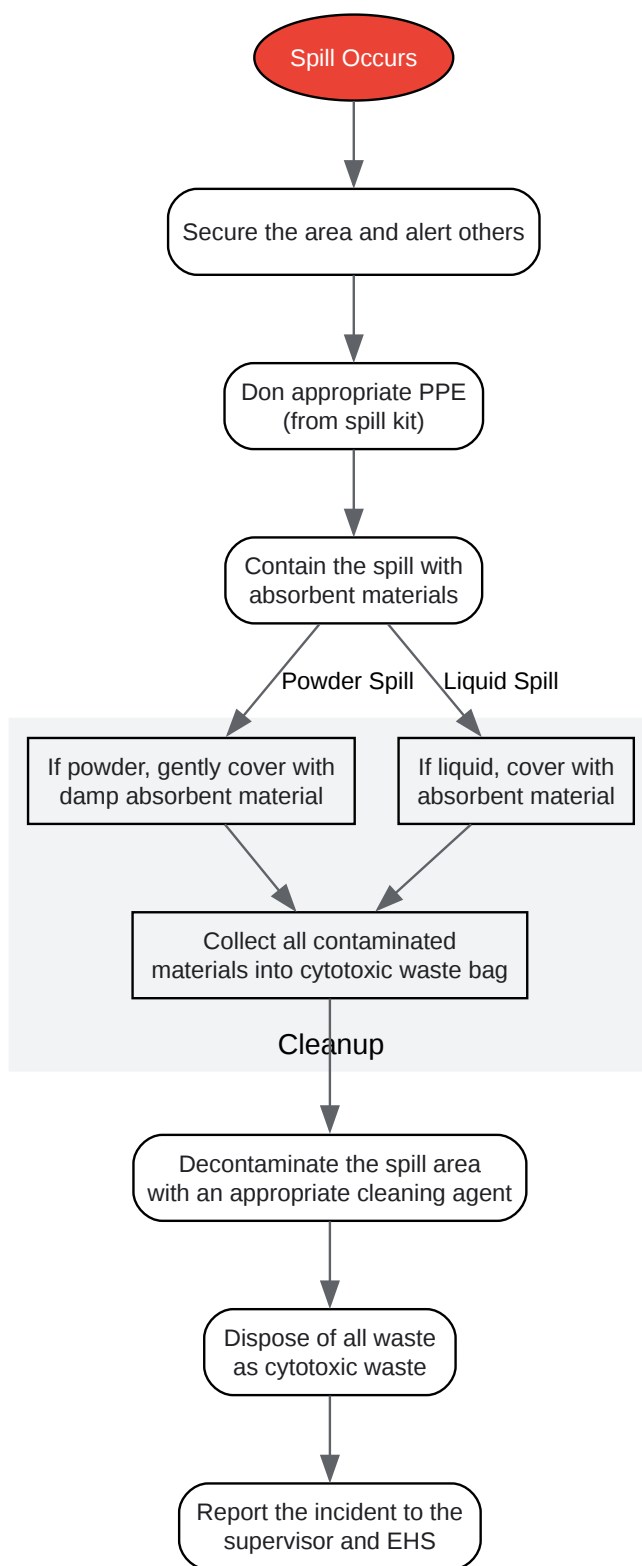 Spill Occurs
Secure the area and alert others
Don appropriate PPE
(from spill kit)
Contain the spill with
absorbent materials
Powder Spill
Liquid Spill
If powder, gently cover with
damp absorbent material
If liquid, cover with
absorbent material
Collect all contaminated
materials into cytotoxic waste bag
Cleanup
Decontaminate the spill area
with an appropriate cleaning agent
Dispose of all waste
as cytotoxic waste
Report the incident to the
supervisor and EHS